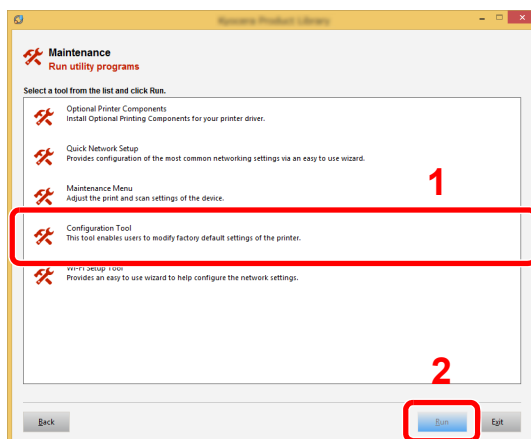 Kyocera Product Library
Maintenance
Run utility programs
Select a tool from the list and click Run.
Optional Printer Components
Install Optional Printing Components for your printer driver.
Quick Network Setup
Provides configuration of the most common networking settings via an easy to use wizard.
1
Maintenance Menu
Adjust the print and scan settings of the device.
Configuration Tool
This tool enables users to modify factory default settings of the printer.
Wi-Fi Setup Tool
Provides an easy to use wizard to help configure the network settings.
2
Back
Run
Exit